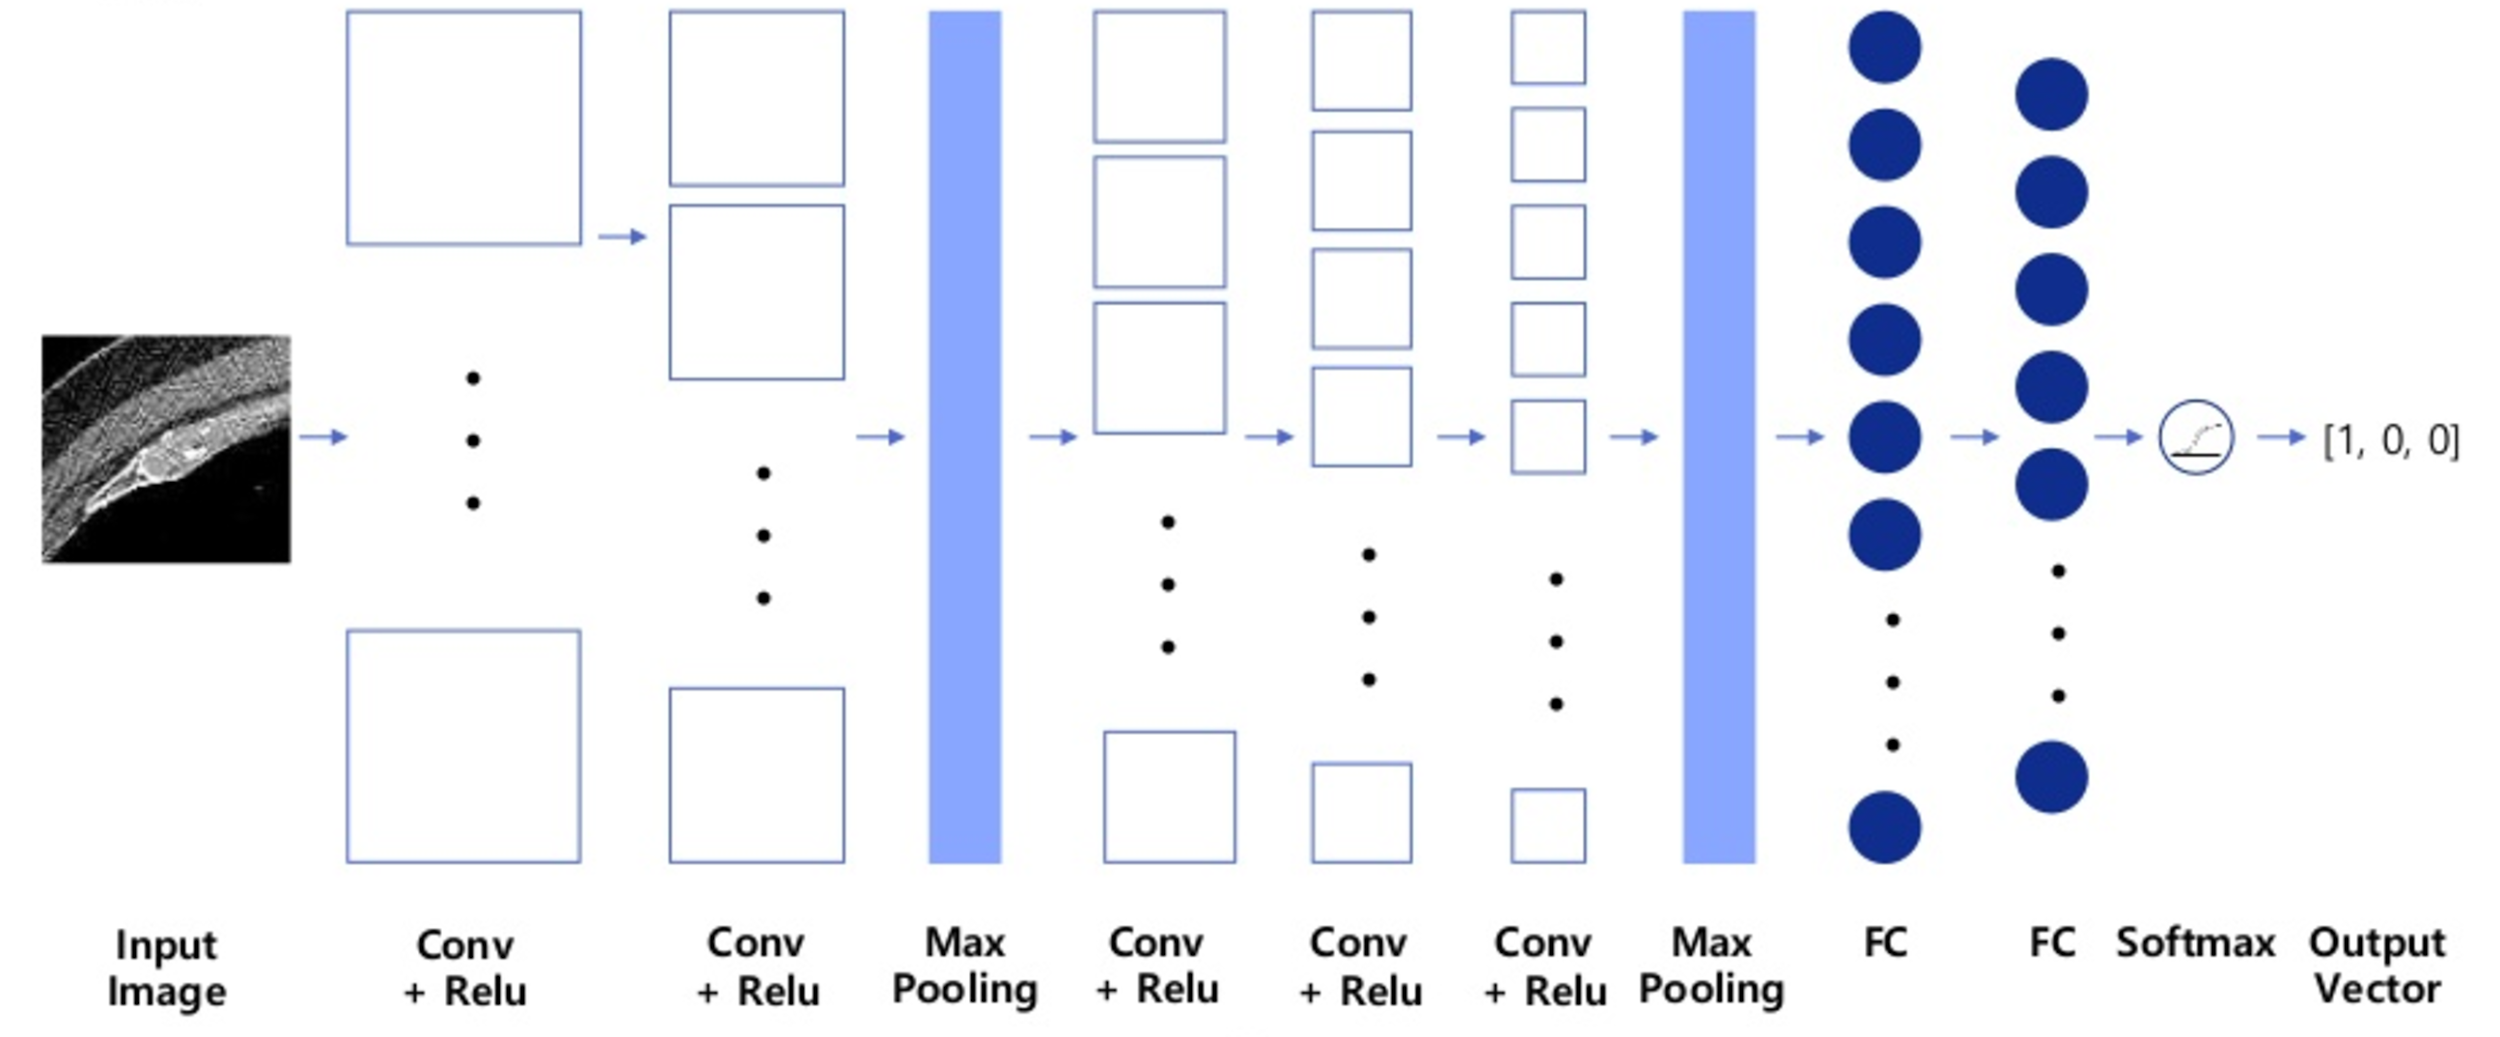 [1, 0, 0]
Input
Image
Conv
+ Relu
Conv
+ Relu
Max
Pooling
Conv
+ Relu
Conv
+ Relu
Conv
+ Relu
Max
Pooling
FC
FC
Softmax
Output
Vector